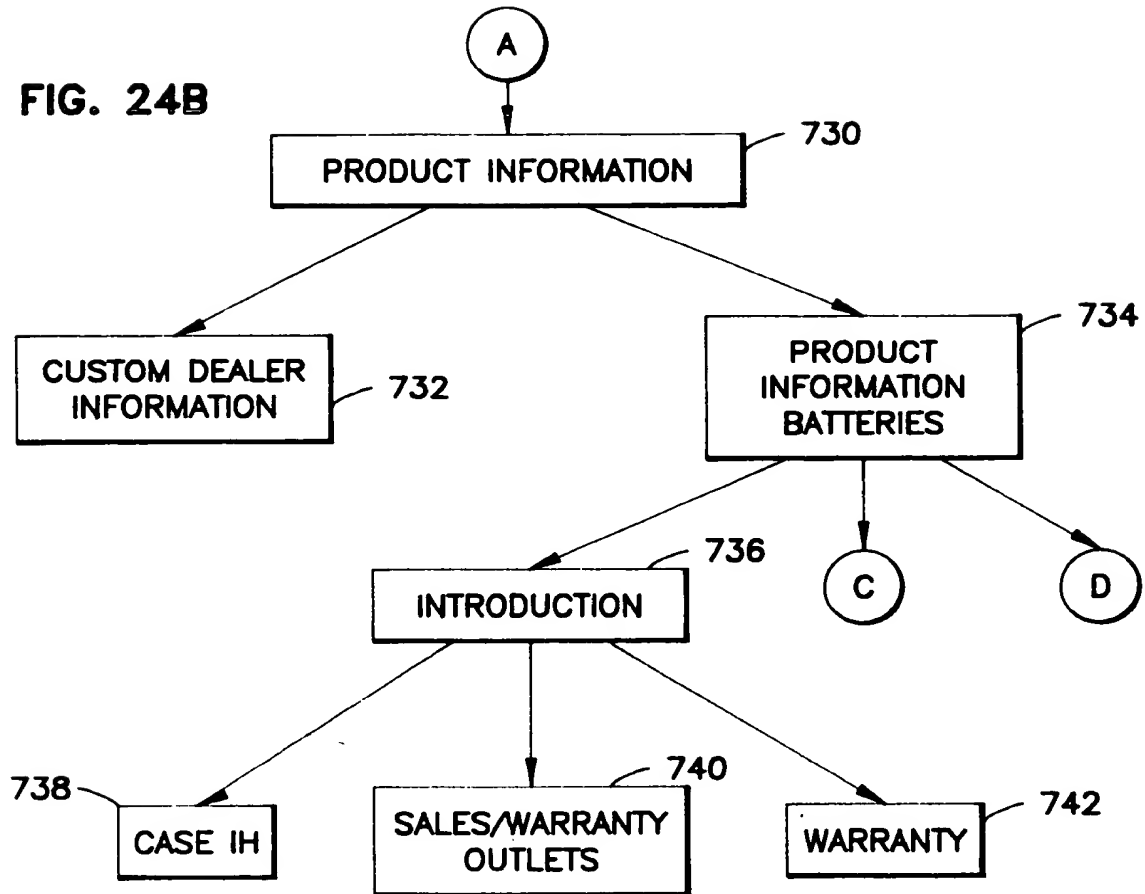 A
FIG. 24B
730
PRODUCT INFORMATION
734
CUSTOM DEALER
INFORMATION
732
PRODUCT
INFORMATION
BATTERIES
736
INTRODUCTION
C
D
738
CASE IH
740
SALES/WARRANTY
OUTLETS
742
WARRANTY